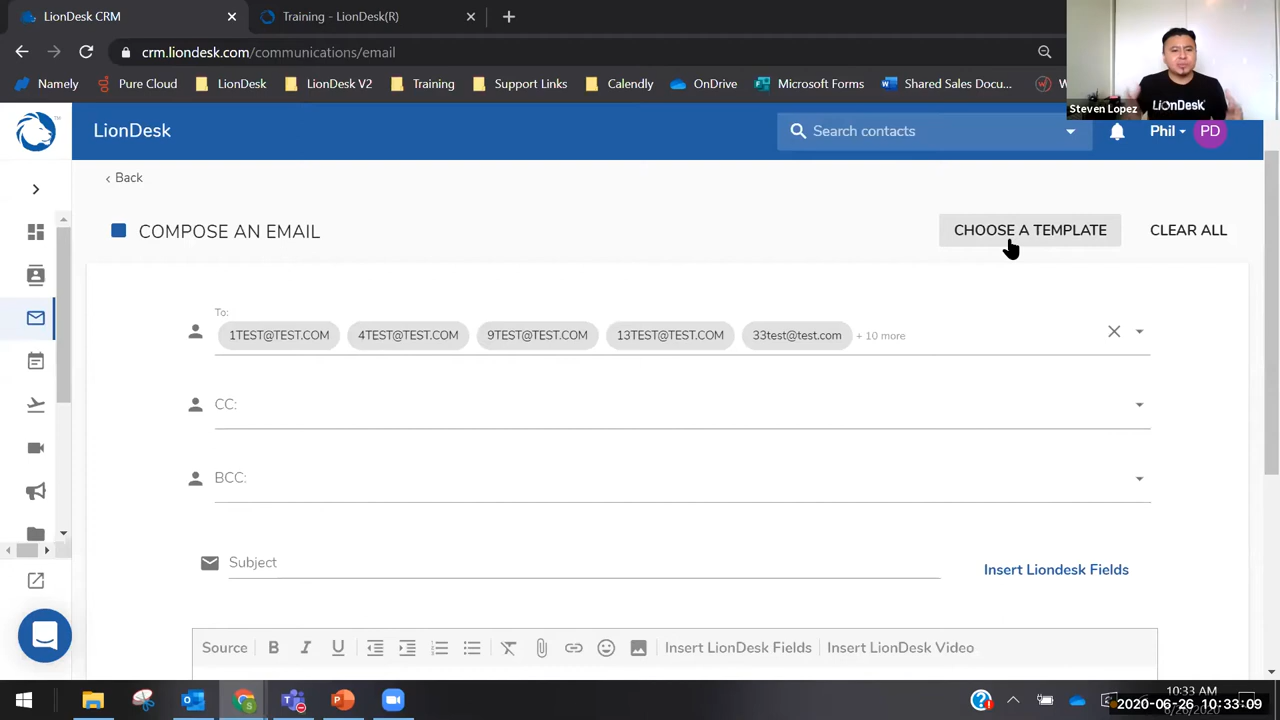 LionDesk CRM
Training - LionDesk(R)
crm.liondesk.com/communications/email
Namely
Pure Cloud
LionDesk
LionDesk V2
Training
Support links
Calendly
OnDrive
Microsoft Forms
Shared Sales Docu...
LionDesk
Steven Lopez
LionDesk
Search contacts
Phil
PD
Back
COMPOSE AN EMAIL
CHOOSE A TEMPLATE
CLEAR ALL
To:
1TEST@TEST.COM
4TEST@TEST.COM
9TEST@TEST.COM
13TEST@TEST.COM
33test@test.com
+ 10 more
CC:
BCC:
Subject
Insert Liondesk Fields
Source
B
I
U
Insert LionDesk Fields
Insert LionDesk Video
10:33 AM
2020-06-26 10:33:09